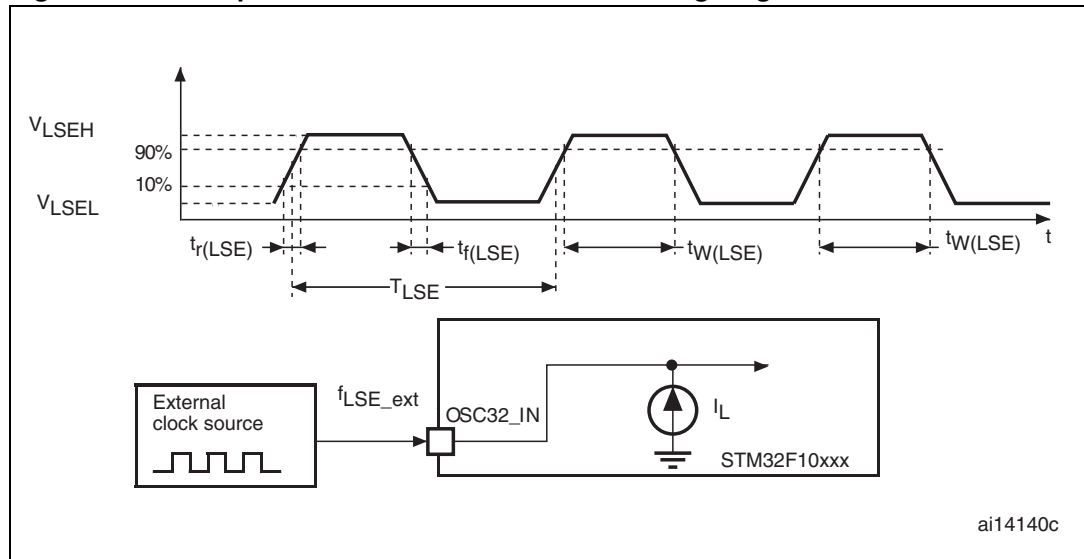 VLSEH
90%
10%
VLSEL
tr(LSE)
tf(LSE)
tW(LSE)
tW(LSE)
t
TLSE
External
clock source
fLSE_ext
OSC32_IN
IL
STM32F10xxx
ai14140c